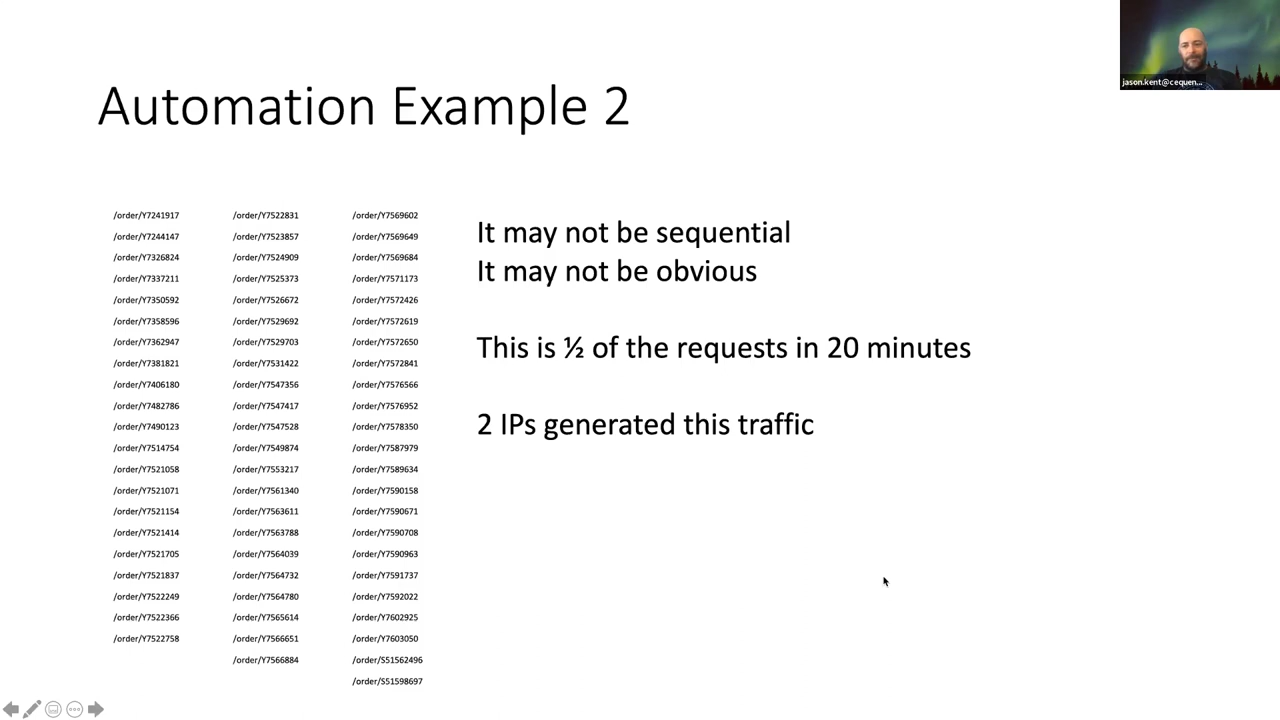 jason.kent@cequen...
Automation Example 2
/order/Y7241917
/order/Y7244147
/order/Y7326824
/order/Y7337211
/order/Y7350592
/order/Y7358596
/order/Y7362947
/order/Y7381821
/order/Y7406180
/order/Y7482786
/order/Y7490123
/order/Y7514754
/order/Y7521058
/order/Y7521071
/order/Y7521154
/order/Y7521414
/order/Y7521705
/order/Y7521837
/order/Y7522249
/order/Y7522366
/order/Y7522758
/order/Y7522831
/order/Y7523857
/order/Y7524909
/order/Y7525373
/order/Y7526672
/order/Y7529692
/order/Y7529703
/order/Y7531422
/order/Y7547356
/order/Y7547417
/order/Y7547528
/order/Y7549874
/order/Y7553217
/order/Y7561340
/order/Y7563611
/order/Y7563788
/order/Y7564039
/order/Y7564732
/order/Y7564780
/order/Y7565614
/order/Y7566651
/order/Y7566884
/order/Y7569602
/order/Y7569649
/order/Y7569684
/order/Y7571173
/order/Y7572426
/order/Y7572619
/order/Y7572650
/order/Y7572841
/order/Y7576566
/order/Y7576952
/order/Y7578350
/order/Y7587979
/order/Y7589634
/order/Y7590158
/order/Y7590671
/order/Y7590708
/order/Y7590963
/order/Y7591737
/order/Y7592022
/order/Y7602925
/order/Y7603050
/order/S51562496
/order/S51598697
It may not be sequential
It may not be obvious
This is ½ of the requests in 20 minutes
2 IPs generated this traffic